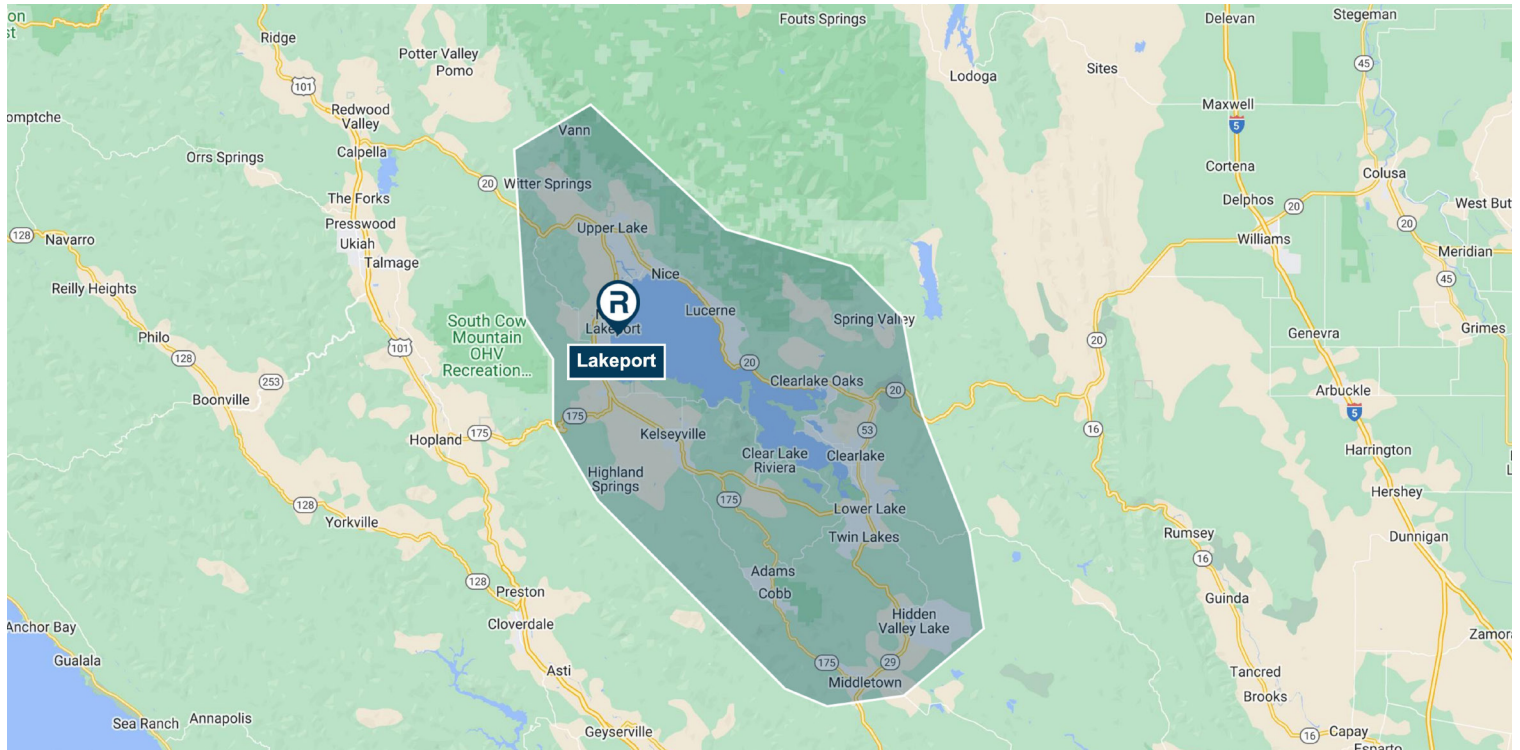 on
st
Fouts Springs
Delevan
Stegeman
Ridge
Potter Valley
Pomo
Lodoga
Sites
45
101
Redwood
Valley
Maxwell
5
omptche
Vann
Orrs Springs
Calpella
Cortena
Colusa
20
Witter Springs
The Forks
Delphos
20
West But
Presswood
Ukiah
Upper Lake
20
128
Navarro
Talmage
Williams
Meridian
Nice
45
Reilly Heights
Lucerne
Spring Valley
South Cow
Mountain
OHV
Recreation...
R
Lakeport
Lakeport
Genevra
Grimes
Philo
128
101
20
20
253
Clearlake Oaks
20
Arbuckle
5
Boonville
175
Hopland
175
Kelseyville
53
16
Clear Lake
Riviera
Clearlake
Harrington
Highland
Springs
175
Hershey
128
Yorkville
Lower Lake
Twin Lakes
Rumsey
Dunnigan
16
Adams
Cobb
128
Preston
Guinda
Cloverdale
Hidden
Valley Lake
Anchor Bay
Zamor
Gualala
175
29
Asti
Middletown
Tancred
Brooks
Sea Ranch
Annapolis
Geyserville
16
Capay
Esparto